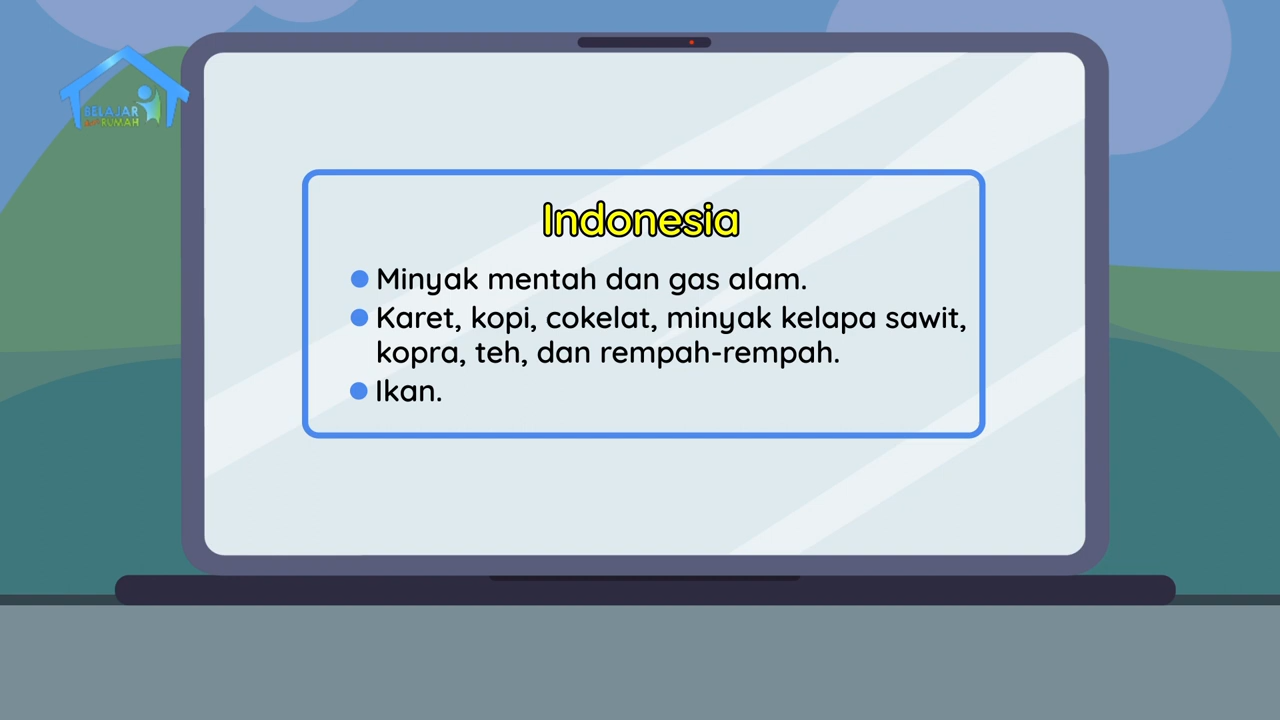 BELAJAR
dari RUMAH
Indonesia
Minyak mentah dan gas alam.
Karet, kopi, cokelat, minyak kelapa sawit,
kopra, teh, dan rempah-rempah.
Ikan.